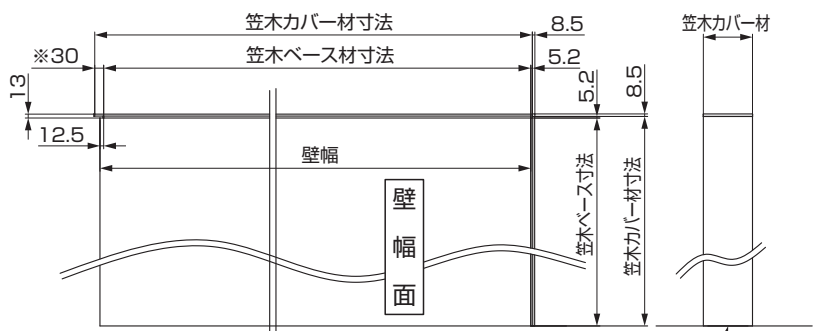 笠木カバー材寸法
8.5
笠木カバー材
※30
笠木ベース材寸法
5.2
13
5.2
8.5
12.5
壁幅
壁幅面
笠木ベース寸法
笠木カバー材寸法